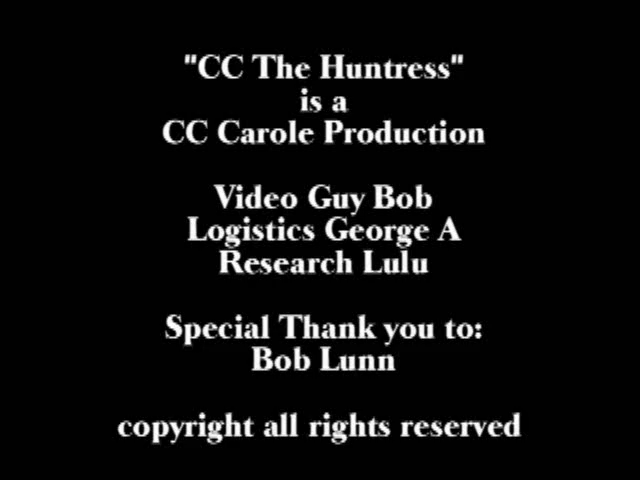 "CC The Huntress"
is a
CC Carole Production
Video Guy Bob
Logistics George A
Research Lulu
Special Thank you to:
Bob Lunn
copyright all rights reserved